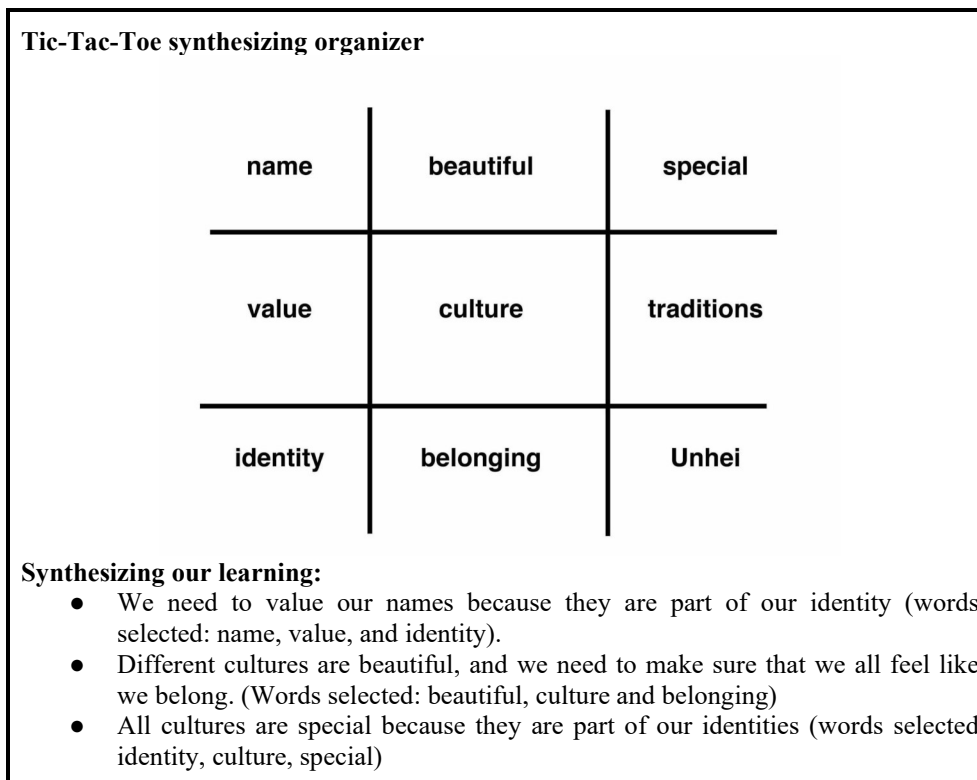 Tic-Tac-Toe synthesizing organizer
name beautiful special
value culture traditions
identity belonging Unhei
Synthesizing our learning:
● We need to value our names because they are part of our identity (words
selected: name, value, and identity).
● Different cultures are beautiful, and we need to make sure that we all feel like
we belong. (Words selected: beautiful, culture and belonging)
● All cultures are special because they are part of our identities (words selected
identity, culture, special)